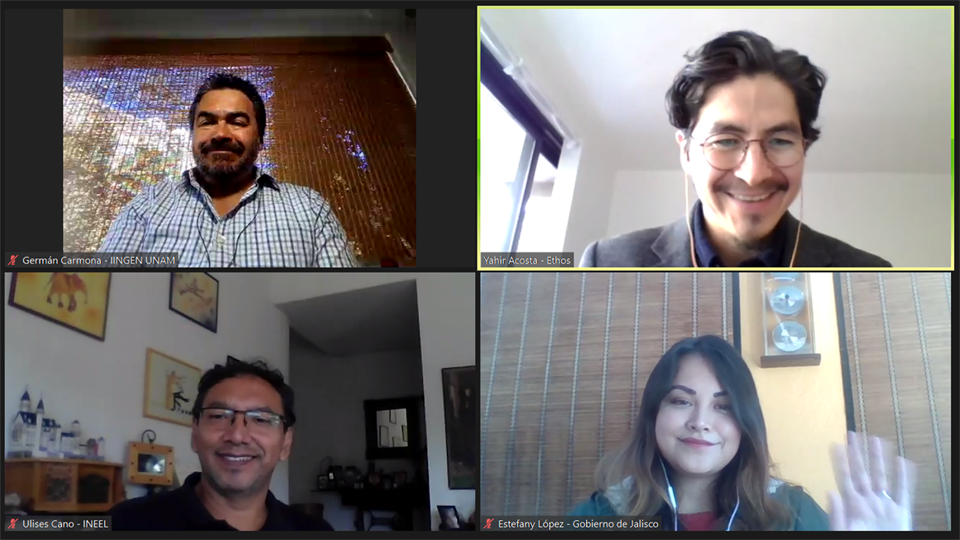 Germán Carmona - IINGEN UNAM
Yahir Acosta - Ethos
Ulises Cano - INEEL
Estefany López - Gobierno de Jalisco